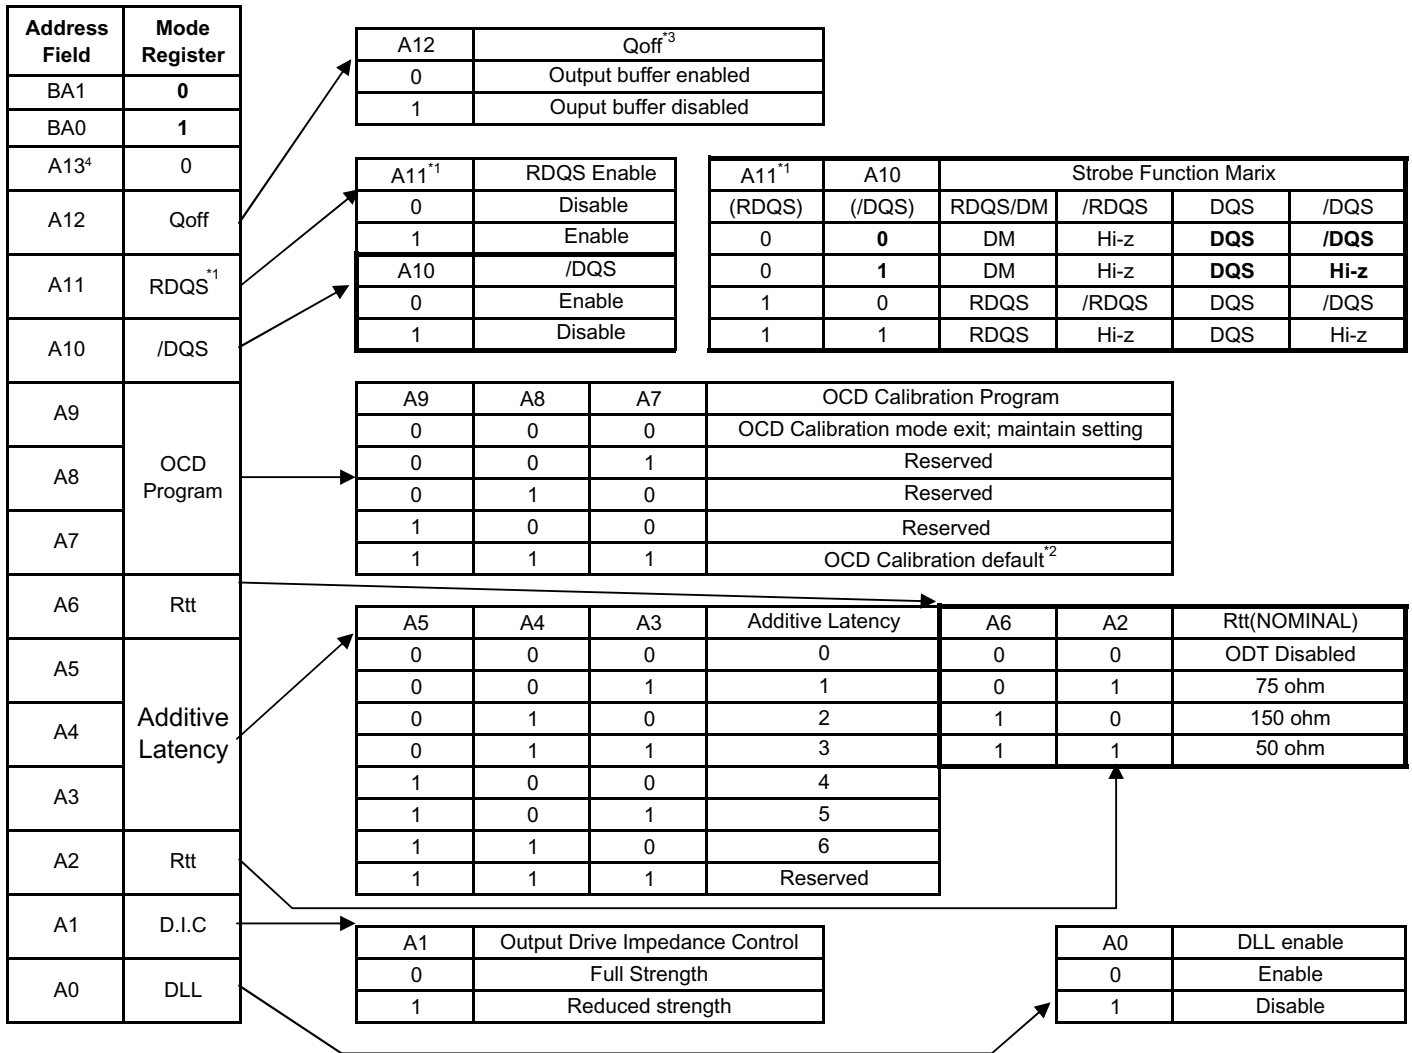 Address Field Mode Register
BA1 0
BA0 1
A13⁴ 0
A12 Qoff
A11 RDQS*1
A10 /DQS
A9
A8
A7
OCD Program
A6 Rtt
A5
A4
A3
Additive Latency
A2 Rtt
A1 D.I.C
A0 DLL
A12 Qoff*3
0 Output buffer enabled
1 Ouput buffer disabled
A11*1 RDQS Enable
0 Disable
1 Enable
A10 /DQS
0 Enable
1 Disable
A11*1 A10 Strobe Function Marix
(RDQS) (/DQS) RDQS/DM /RDQS DQS /DQS
0 0 DM Hi-z DQS /DQS
0 1 DM Hi-z DQS Hi-z
1 0 RDQS /RDQS DQS /DQS
1 1 RDQS Hi-z DQS Hi-z
A9 A8 A7 OCD Calibration Program
0 0 0 OCD Calibration mode exit; maintain setting
0 0 1 Reserved
0 1 0 Reserved
1 0 0 Reserved
1 1 1 OCD Calibration default*2
A5 A4 A3 Additive Latency
0 0 0 0
0 0 1 1
0 1 0 2
0 1 1 3
1 0 0 4
1 0 1 5
1 1 0 6
1 1 1 Reserved
A6 A2 Rtt(NOMINAL)
0 0 ODT Disabled
0 1 75 ohm
1 0 150 ohm
1 1 50 ohm
A1 Output Drive Impedance Control
0 Full Strength
1 Reduced strength
A0 DLL enable
0 Enable
1 Disable